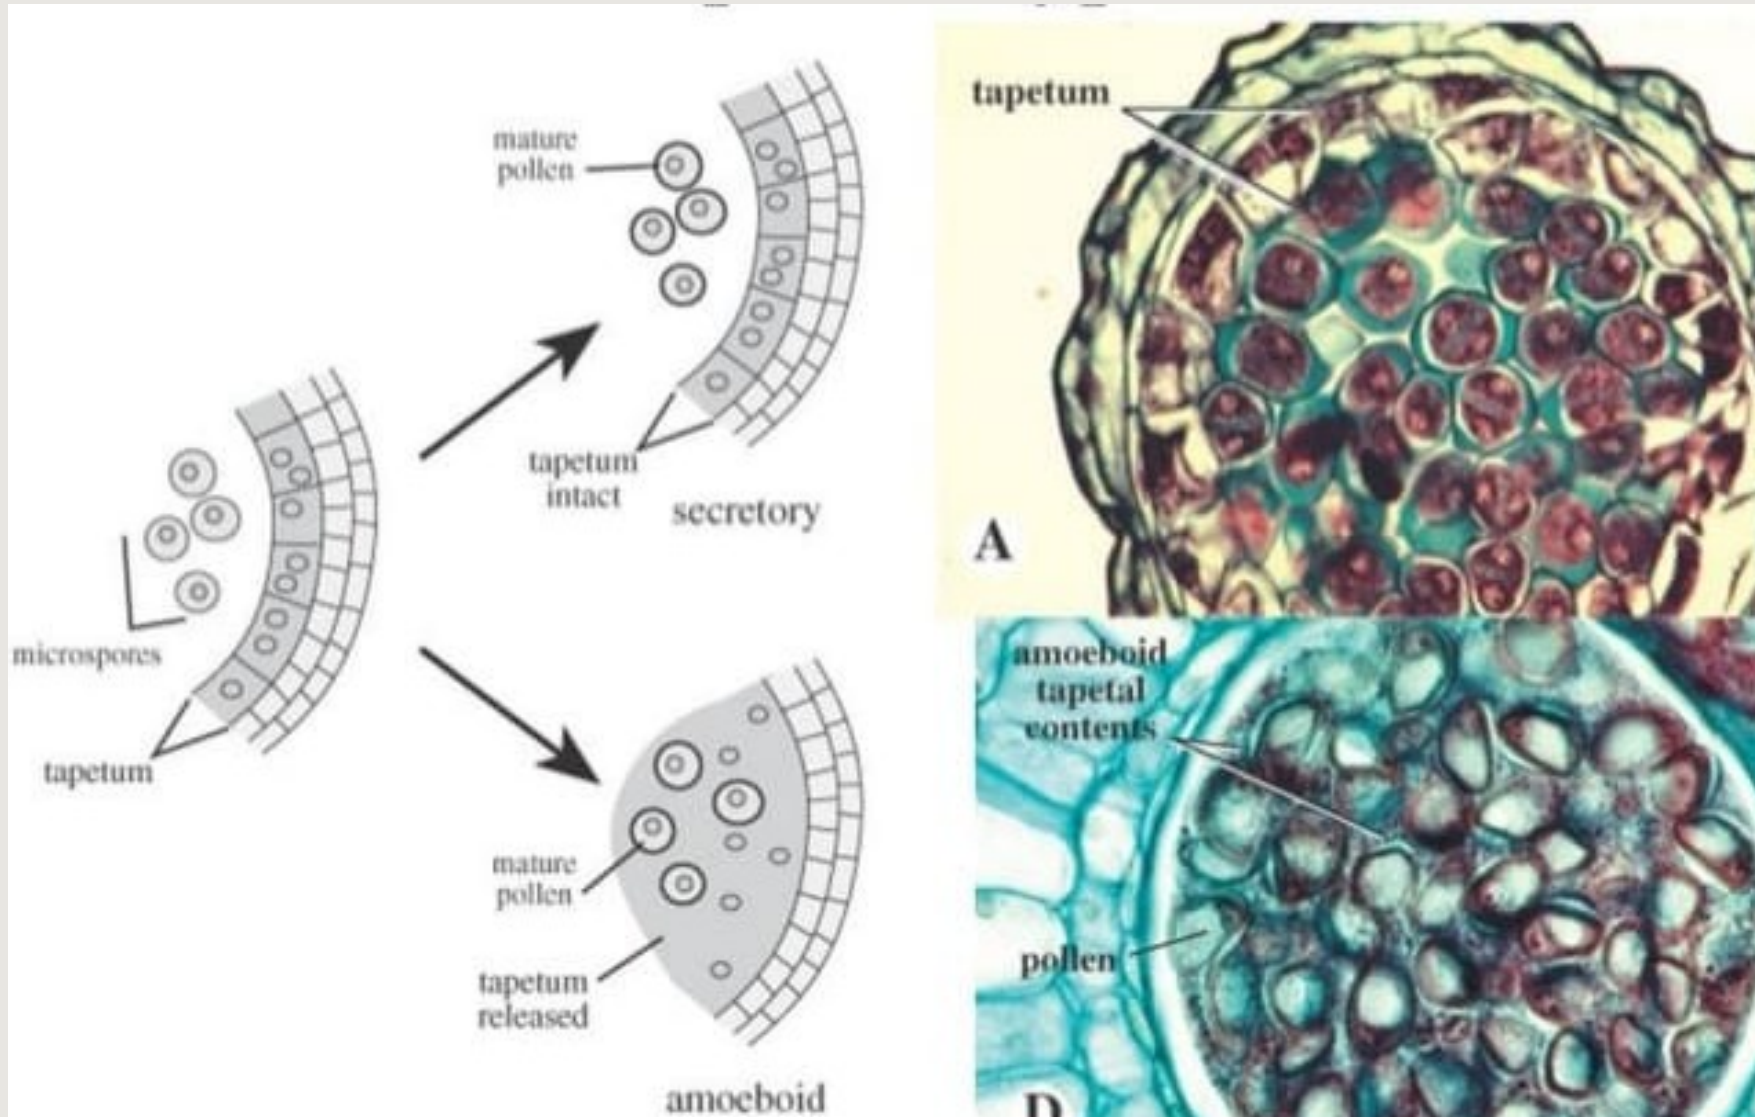 mature
pollen
tapetum
intact
secretory
microspores
tapetum
mature
pollen
tapetum
released
amoeboid
tapetum
A
amoeboid
tapetal
contents
pollen
D